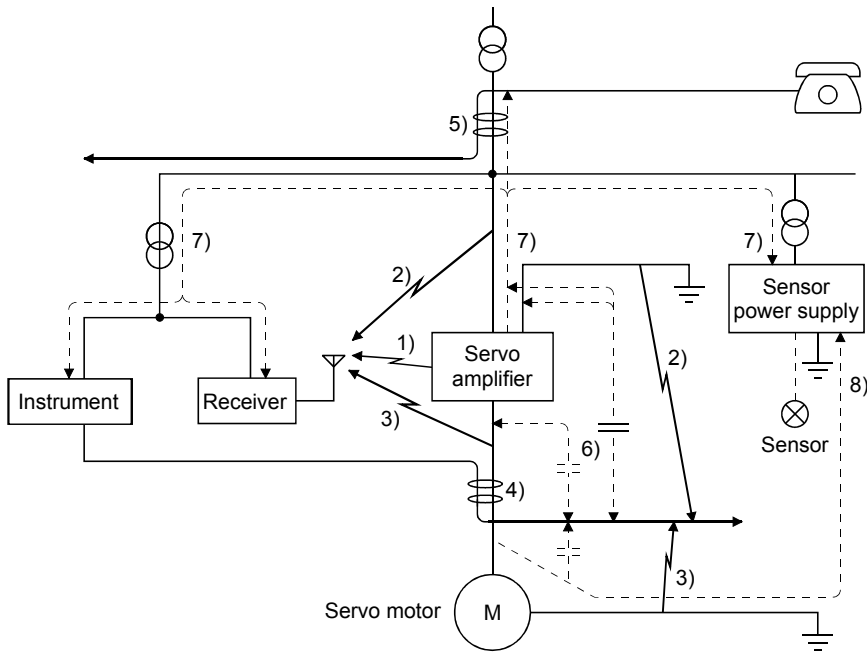 5)
7)
7)
7)
2)
Sensor
power supply
1)
Servo
amplifier
2)
Instrument
Receiver
3)
8)
Sensor
6)
4)
3)
Servo motor
M